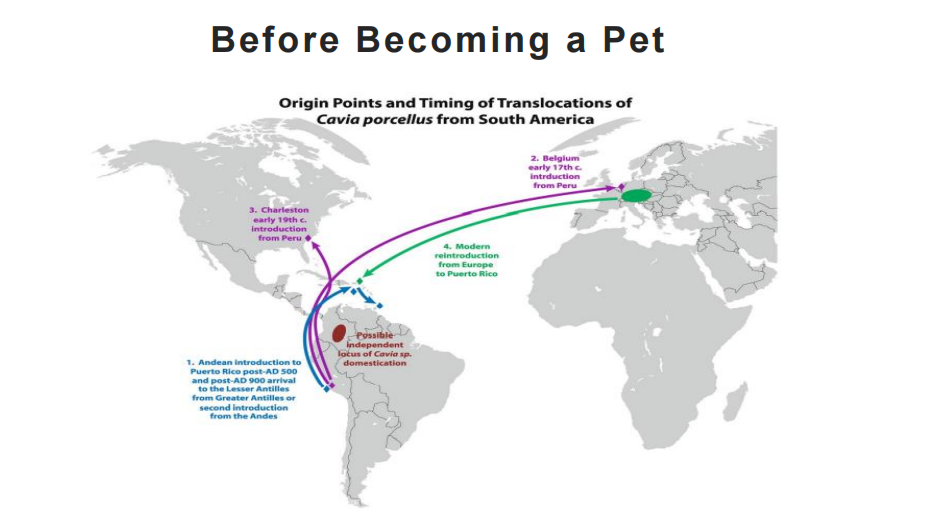 Before Becoming a Pet
Origin Points and Timing of Translocations of
Cavia porcellus from South America
2. Belgium
early 17th c.
intrduction
from Peru
3. Charleston
early 19th c.
introduction
from Peru
4. Modern
reintroduction
from Europe
to Puerto Rico
Possible
independent
locus of Cavia sp.
domestication
1. Andean introduction to
Puerto Rico post-AD 500
and post-AD 900 arrival
to the Lesser Antilles
from Greater Antilles or
second introduction
from the Andes